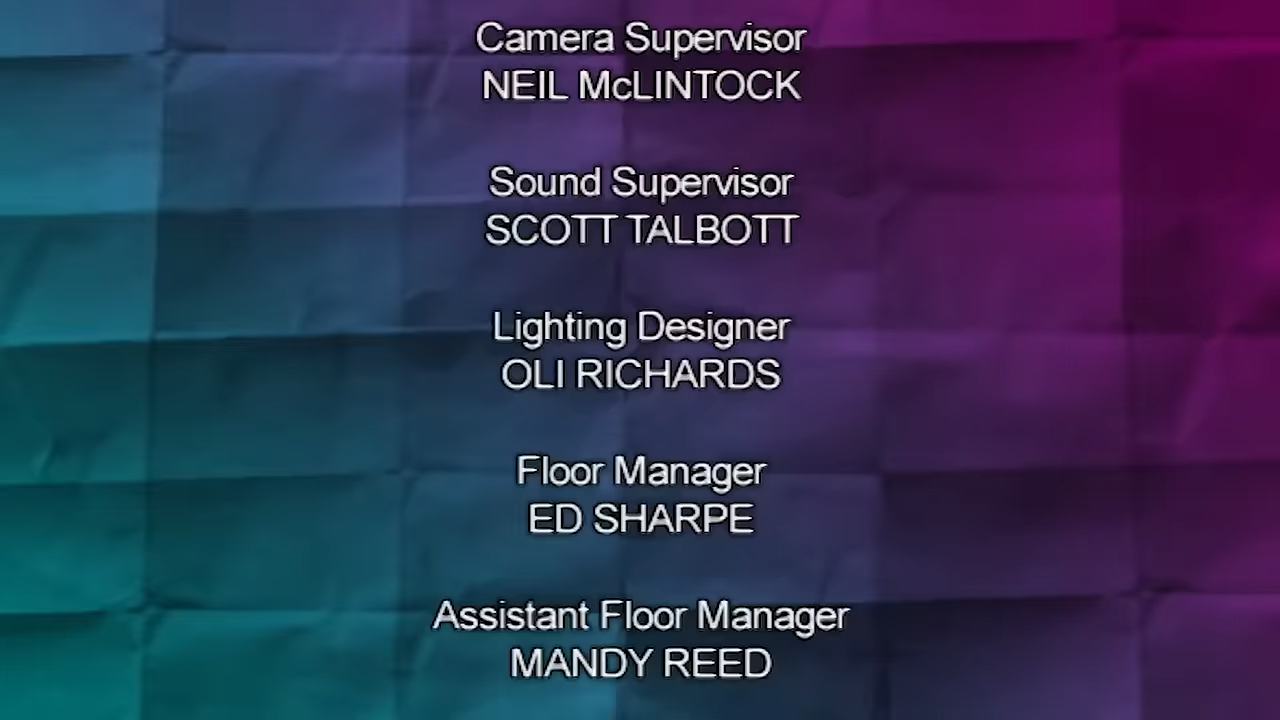 Camera Supervisor
NEIL McLINTOCK
Sound Supervisor
SCOTT TALBOTT
Lighting Designer
OLI RICHARDS
Floor Manager
ED SHARPE
Assistant Floor Manager
MANDY REED